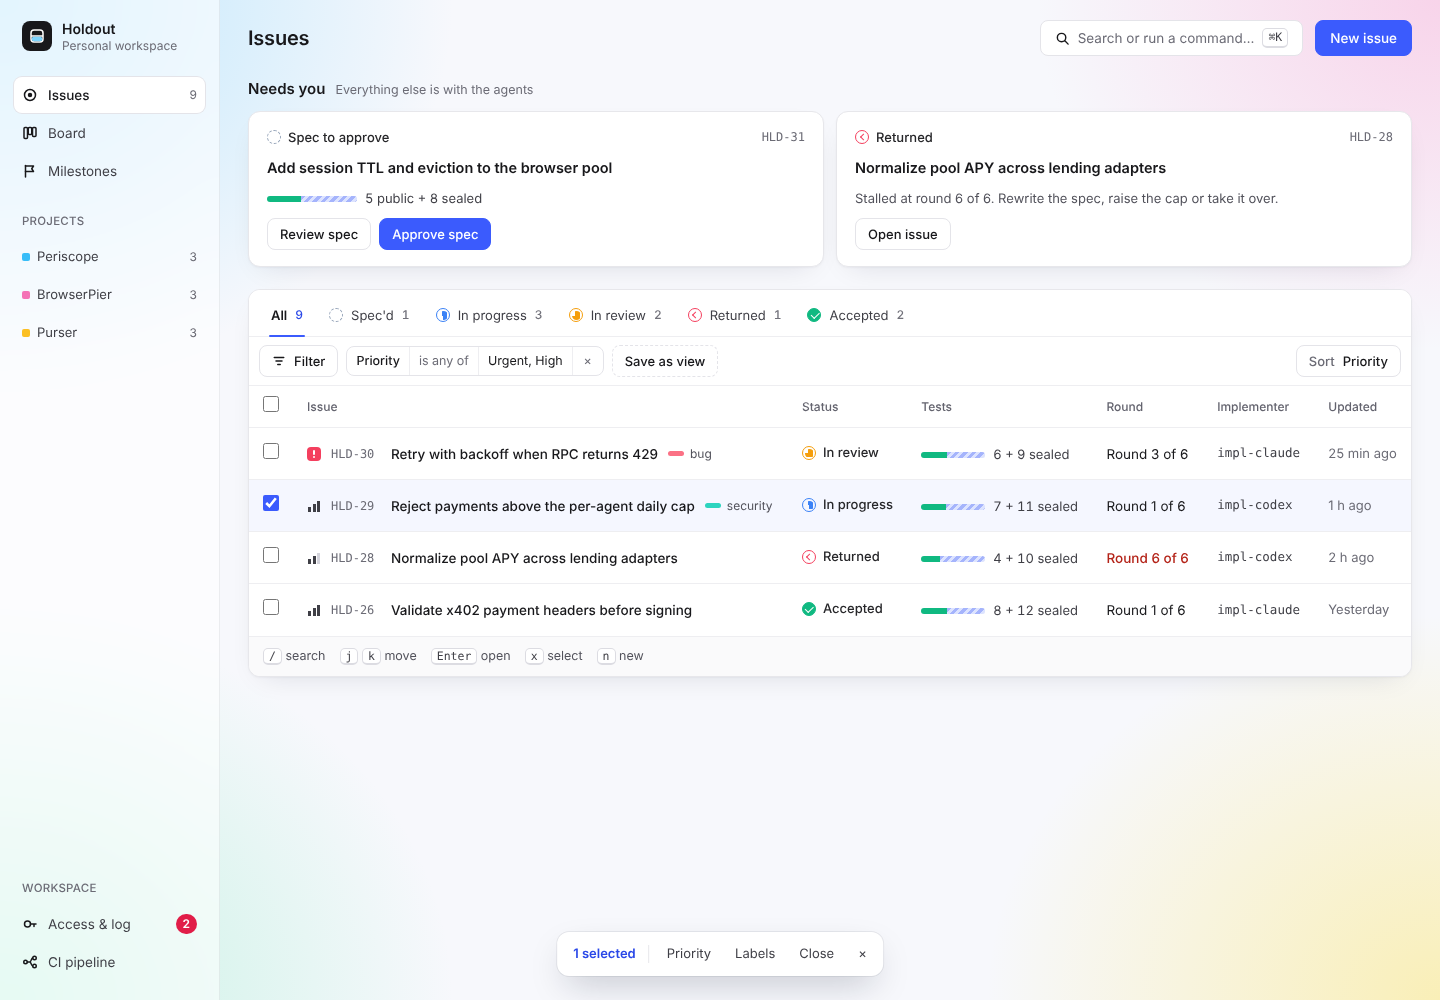 Holdout
Personal workspace
Issues 9
Board
Milestones
PROJECTS
Periscope 3
BrowserPier 3
Purser 3
WORKSPACE
Access & log 2
CI pipeline
Issues
Search or run a command... ⌘K
New issue
Needs you Everything else is with the agents
Spec to approve HLD-31
Add session TTL and eviction to the browser pool
5 public + 8 sealed
Review spec Approve spec
Returned HLD-28
Normalize pool APY across lending adapters
Stalled at round 6 of 6. Rewrite the spec, raise the cap or take it over.
Open issue
All 9 Spec'd 1 In progress 3 In review 2 Returned 1 Accepted 2
Filter Priority is any of Urgent, High × Save as view Sort Priority
Issue Status Tests Round Implementer Updated
HLD-30 Retry with backoff when RPC returns 429 bug In review 6 + 9 sealed Round 3 of 6 impl-claude 25 min ago
HLD-29 Reject payments above the per-agent daily cap security In progress 7 + 11 sealed Round 1 of 6 impl-codex 1 h ago
HLD-28 Normalize pool APY across lending adapters Returned 4 + 10 sealed Round 6 of 6 impl-codex 2 h ago
HLD-26 Validate x402 payment headers before signing Accepted 8 + 12 sealed Round 1 of 6 impl-claude Yesterday
/ search j k move Enter open x select n new
1 selected Priority Labels Close ×